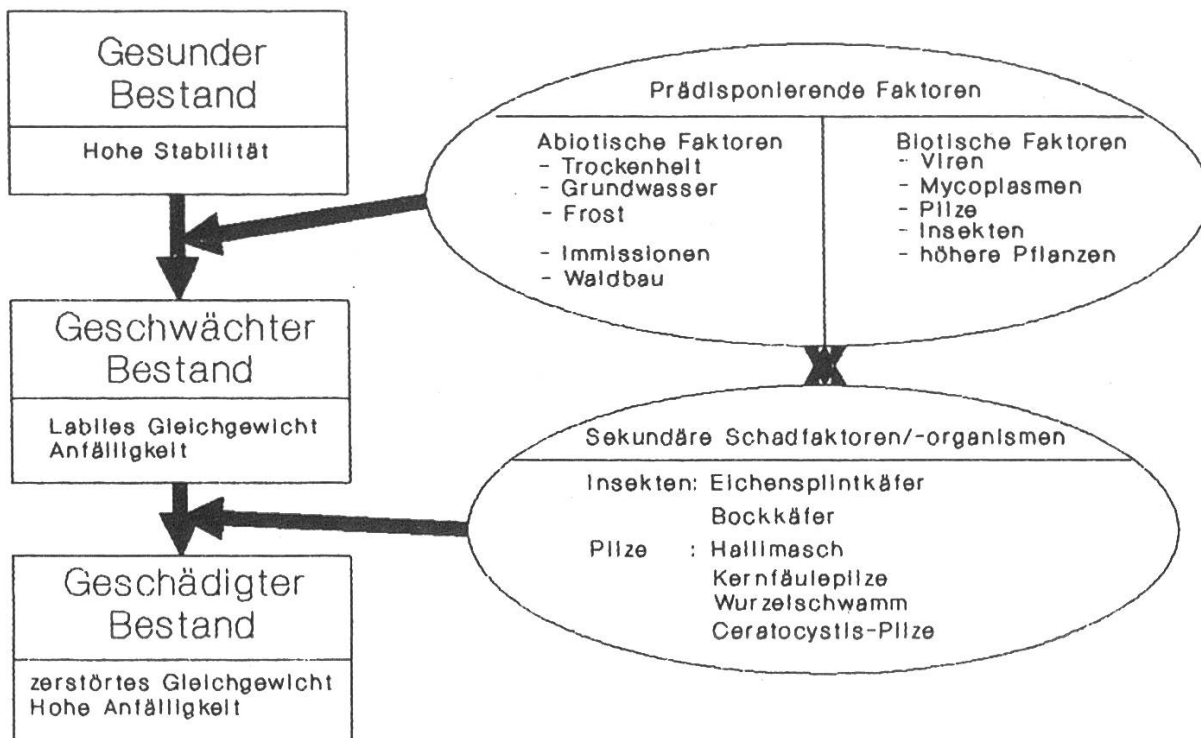 Gesunder
Bestand
Hohe Stabilität
Prädisponierende Faktoren
Abiotische Faktoren
- Trockenheit
- Grundwasser
- Frost
- Immissionen
- Waldbau
Biotische Faktoren
- Viren
- Mycoplasmen
- Pilze
- Insekten
- höhere Pflanzen
Geschwächter
Bestand
Labiles Gleichgewicht
Anfälligkeit
Sekundäre Schadfaktoren/-organismen
Insekten: Eichensplintkäfer
Bockkäfer
Pilze : Hallimasch
Kernfäulepilze
Wurzelschwamm
Ceratocystis-Pilze
Geschädigter
Bestand
zerstörtes Gleichgewicht
Hohe Anfälligkeit